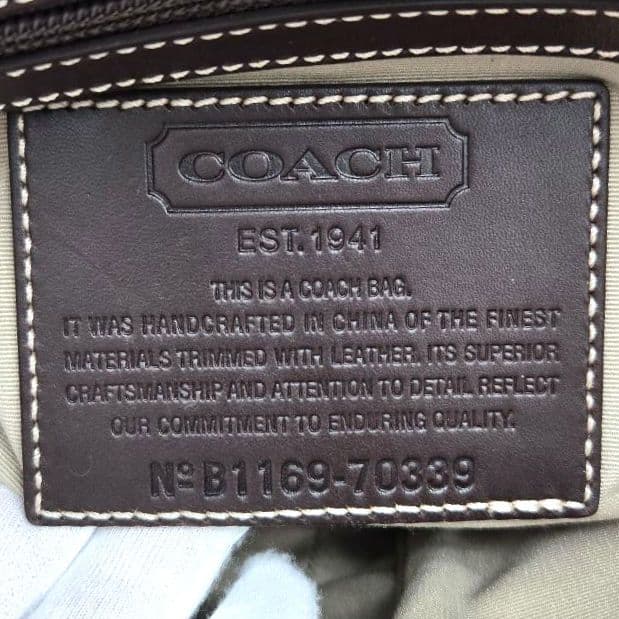 COACH
EST. 1941
THIS IS A COACH BAG.
IT WAS HANDCRAFTED IN CHINA OF THE FINEST
MATERIALS TRIMMED WITH LEATHER. ITS SUPERIOR
CRAFTSMANSHIP AND ATTENTION TO DETAIL REFLECT
OUR COMMITMENT TO ENDURING QUALITY.
Nº B1169-70339